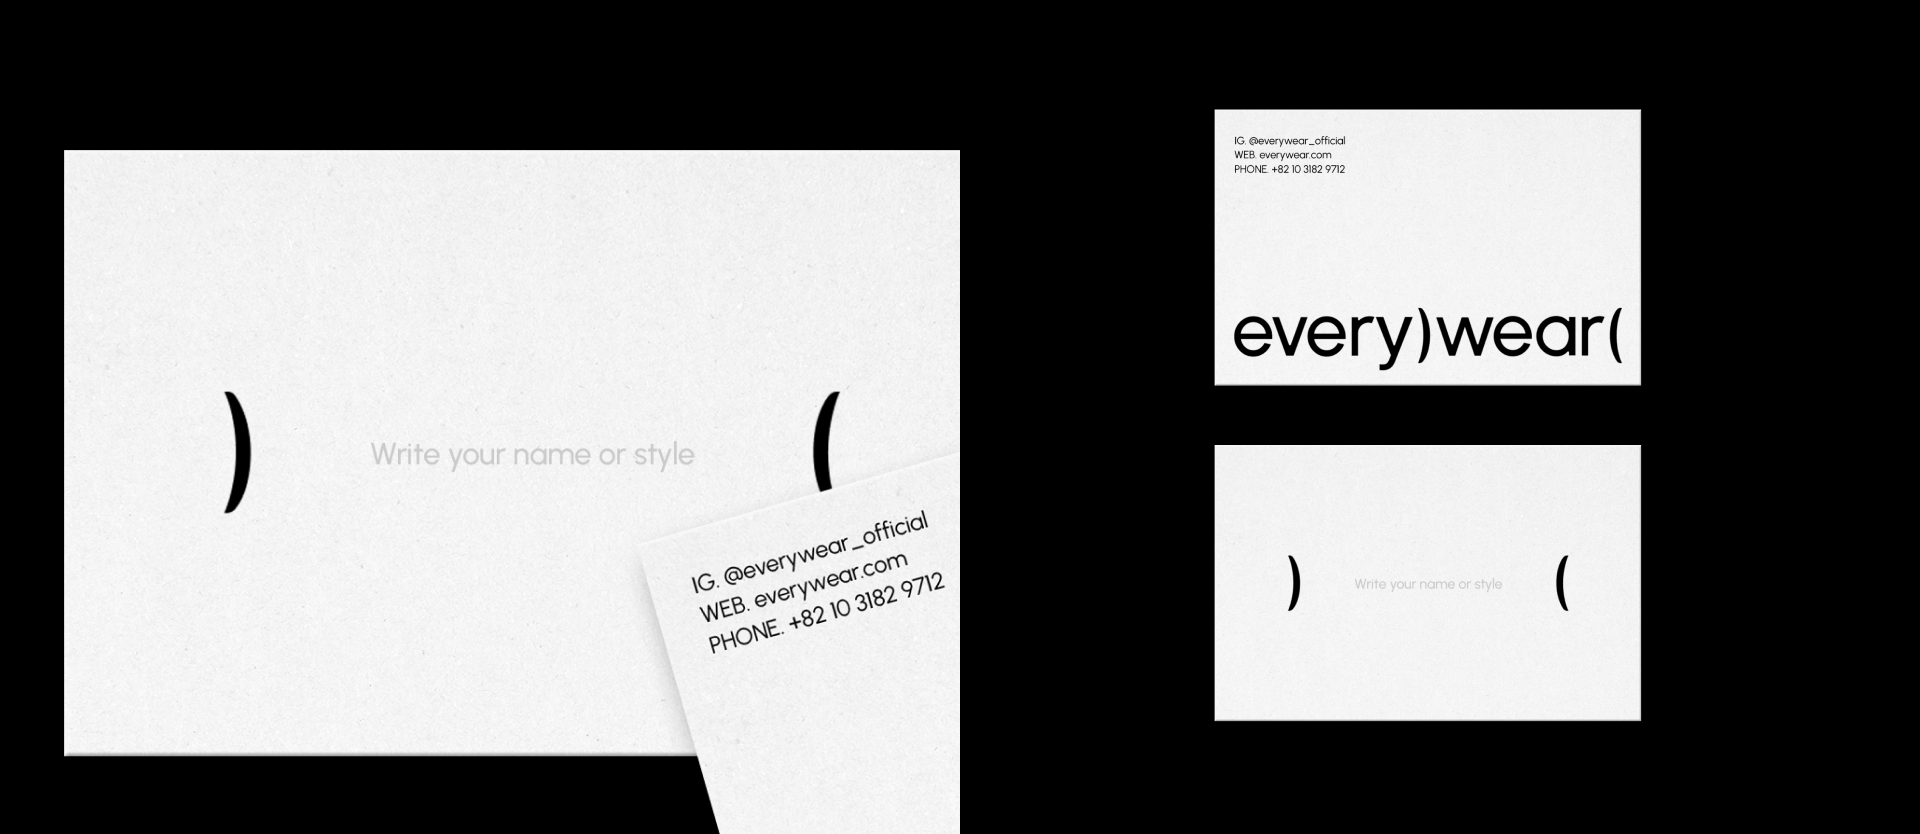 ) Write your name or style (
IG. @everywear_official
WEB. everywear.com
PHONE. +82 10 3182 9712
IG. @everywear_official
WEB. everywear.com
PHONE. +82 10 3182 9712
every)wear(
) Write your name or style (